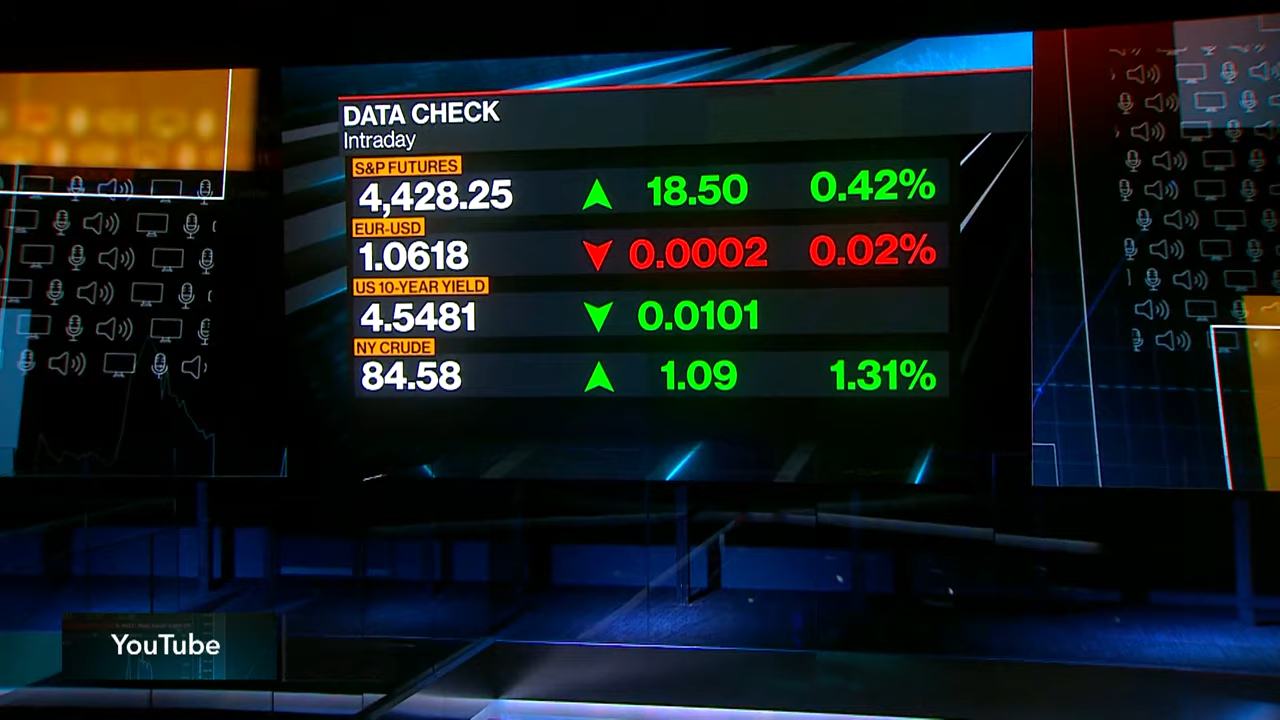 DATA CHECK
Intraday
S&P FUTURES
4,428.25 ▲ 18.50 0.42%
EUR-USD
1.0618 ▼ 0.0002 0.02%
US 10-YEAR YIELD
4.5481 ▼ 0.0101
NY CRUDE
84.58 ▲ 1.09 1.31%
YouTube